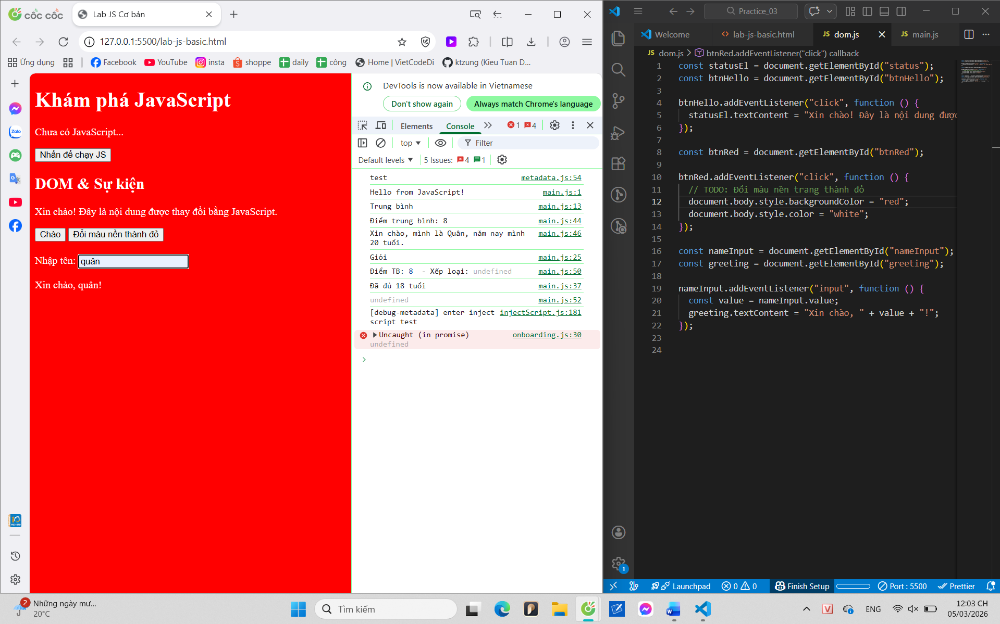 cốc cốc
Lab JS Cơ bản
127.0.0.1:5500/lab-js-basic.html
Ứng dụng
Facebook
YouTube
insta
shoppe
daily
công
Home | VietCodeDi
ktzung (Kieu Tuan D...
Zalo
Khám phá JavaScript
Chưa có JavaScript...
Nhấn để chạy JS
DOM & Sự kiện
Xin chào! Đây là nội dung được thay đổi bằng JavaScript.
Chào
Đổi màu nền thành đỏ
Nhập tên: quân
Xin chào, quân!
DevTools is now available in Vietnamese
Don't show again
Always match Chrome's language
Elements
Console
1
4
top
Filter
Default levels
5 Issues: 4 1
test metadata.js:54
Hello from JavaScript! main.js:1
Trung bình main.js:13
Điểm trung bình: 8 main.js:44
Xin chào, mình là Quân, năm nay mình main.js:46
20 tuổi.
Giỏi main.js:25
Điểm TB: 8 - Xếp loại: undefined main.js:50
Đã đủ 18 tuổi main.js:37
undefined main.js:52
[debug-metadata] enter inject injectScript.js:181
script test
Uncaught (in promise) onboarding.js:30
undefined
Practice_03
Welcome
lab-js-basic.html
JS dom.js
JS main.js
JS dom.js > btnRed.addEventListener("click") callback
1 const statusEl = document.getElementById("status");
2 const btnHello = document.getElementById("btnHello");
3
4 btnHello.addEventListener("click", function () {
5 statusEl.textContent = "Xin chào! Đây là nội dung được
6 });
7
8 const btnRed = document.getElementById("btnRed");
9
10 btnRed.addEventListener("click", function () {
11 // TODO: Đổi màu nền trang thành đỏ
12 document.body.style.backgroundColor = "red";
13 document.body.style.color = "white";
14 });
15
16 const nameInput = document.getElementById("nameInput");
17 const greeting = document.getElementById("greeting");
18
19 nameInput.addEventListener("input", function () {
20 const value = nameInput.value;
21 greeting.textContent = "Xin chào, " + value + "!";
22 });
23
24
1
Launchpad
0 0
Finish Setup
Port : 5500
Prettier
2
Những ngày mư...
20°C
Tìm kiếm
ENG
12:03 CH
05/03/2026